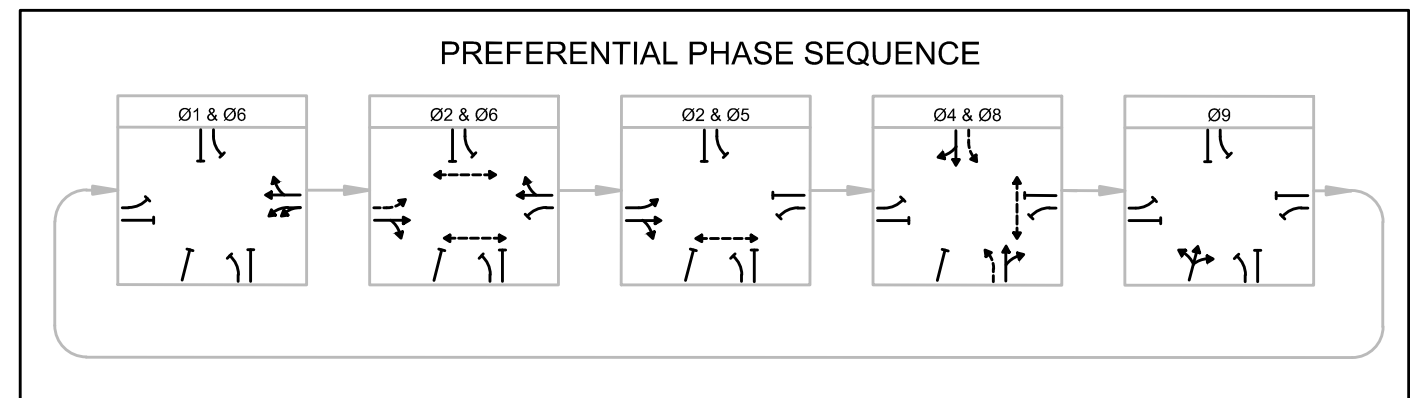 PREFERENTIAL PHASE SEQUENCE
Ø1 & Ø6
Ø2 & Ø6
Ø2 & Ø5
Ø4 & Ø8
Ø9